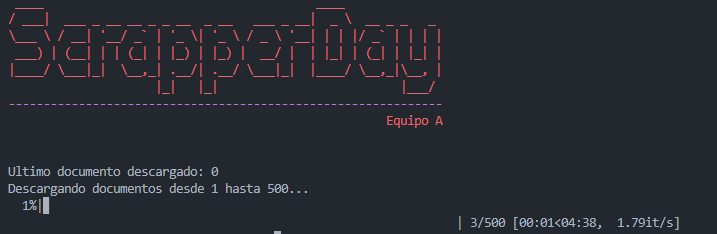 ScrapperDay
Equipo A
Ultimo documento descargado: 0
Descargando documentos desde 1 hasta 500...
1%|
| 3/500 [00:01<04:38, 1.79it/s]